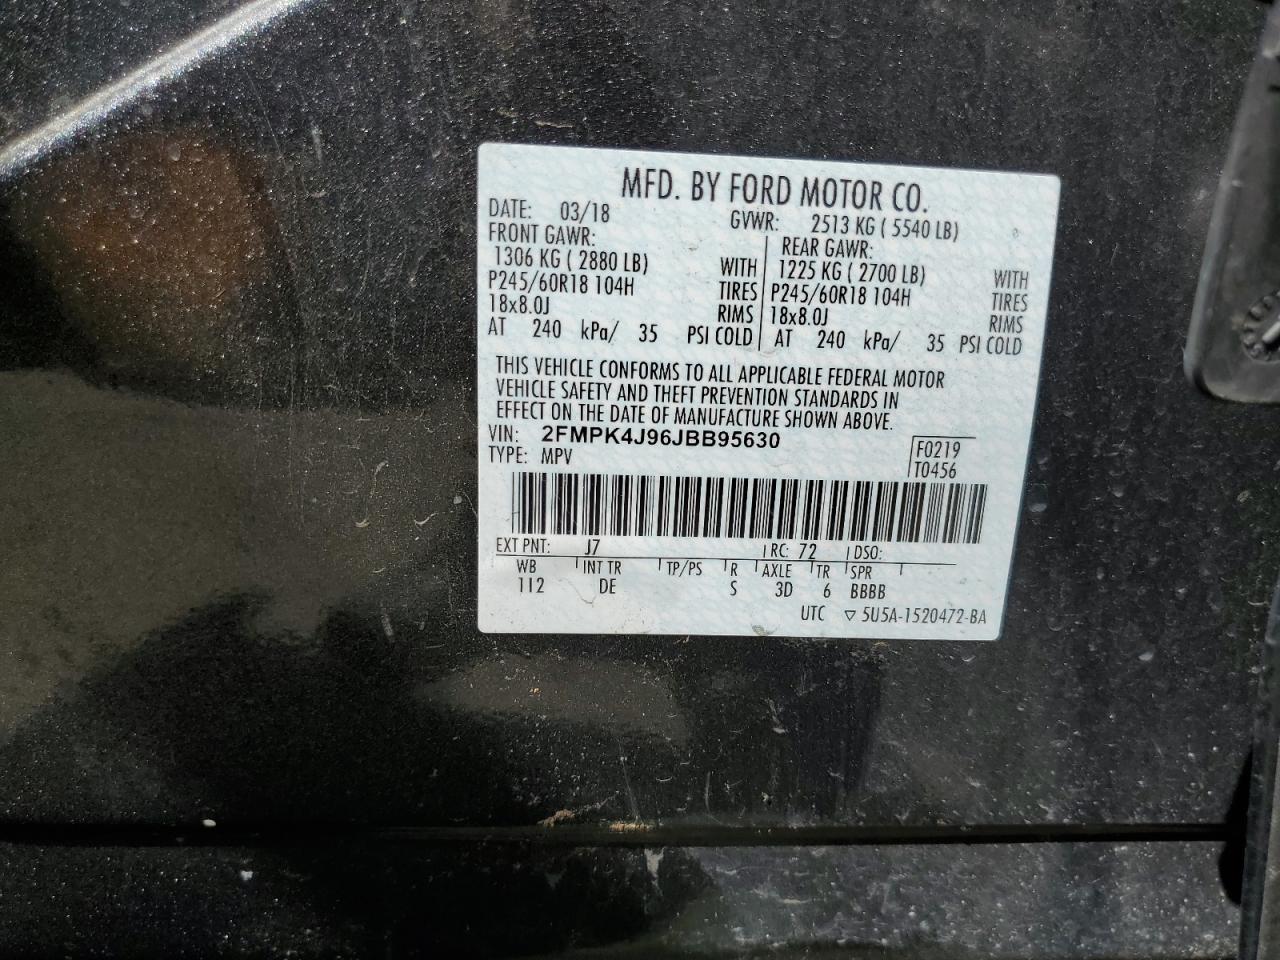 MFD. BY FORD MOTOR CO.
DATE: 03/18 GVWR: 2513 KG ( 5540 LB)
FRONT GAWR: REAR GAWR:
1306 KG ( 2880 LB) WITH 1225 KG ( 2700 LB) WITH
P245/60R18 104H TIRES P245/60R18 104H TIRES
18x8.0J RIMS 18x8.0J RIMS
AT 240 kPa/ 35 PSI COLD AT 240 kPa/ 35 PSI COLD
THIS VEHICLE CONFORMS TO ALL APPLICABLE FEDERAL MOTOR
VEHICLE SAFETY AND THEFT PREVENTION STANDARDS IN
EFFECT ON THE DATE OF MANUFACTURE SHOWN ABOVE.
VIN: 2FMPK4J96JBB95630 F0219
TYPE: MPV T0456
EXT PNT: J7 RC: 72 DSO:
WB INT TR TP/PS R AXLE TR SPR
112 DE S 3D 6 BBBB
UTC ▽ 5U5A-1520472-BA